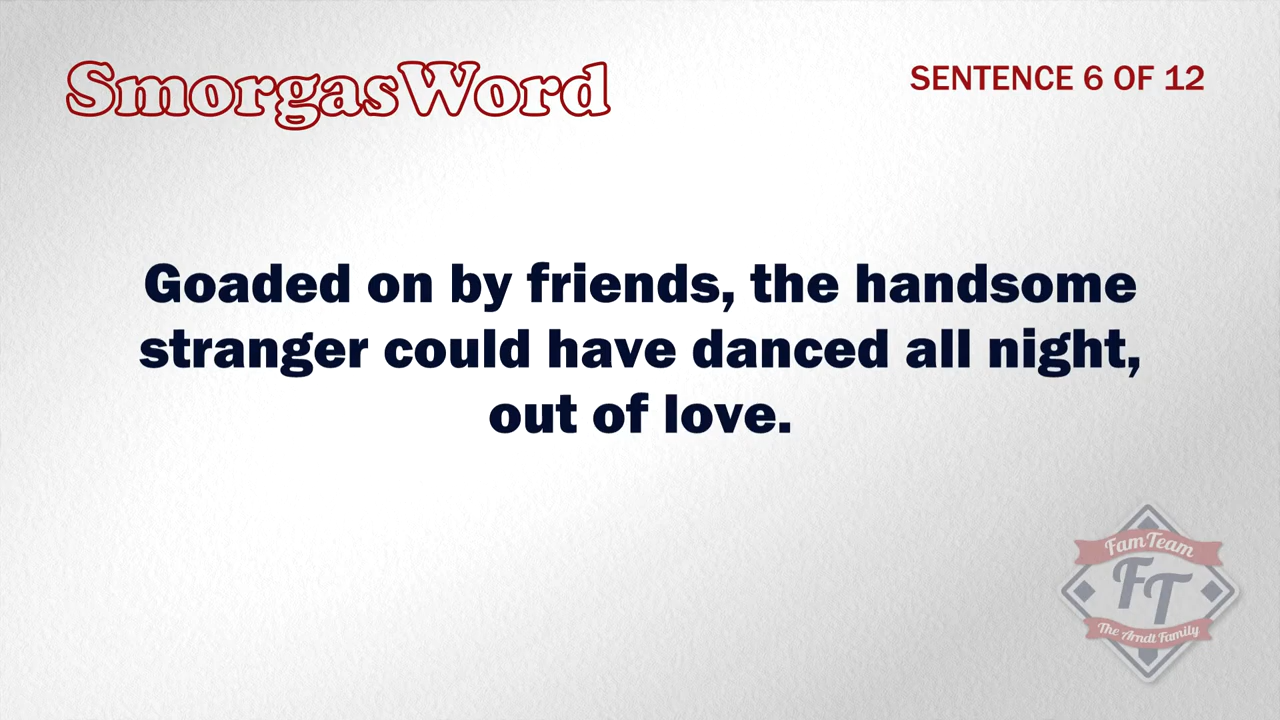 SmorgasWord
SENTENCE 6 OF 12
Goaded on by friends, the handsome
stranger could have danced all night,
out of love.
FamTeam
FT
The Arndt Family